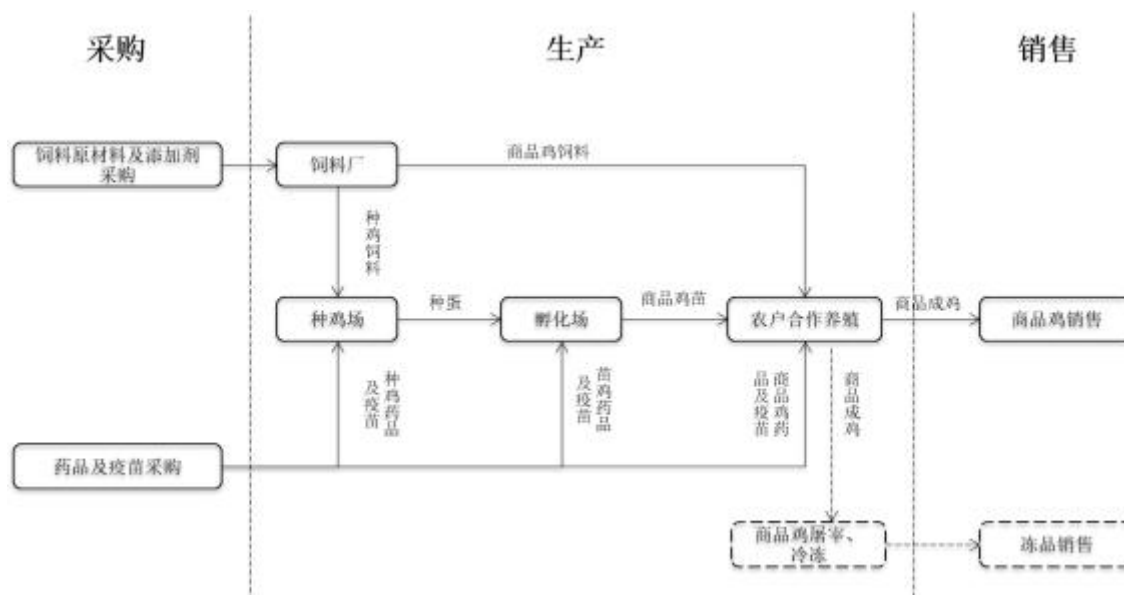 采购
生产
销售
饲料原材料及添加剂
采购
饲料厂
商品鸡饲料
种鸡饲料
种鸡场
种蛋
孵化场
商品鸡苗
农户合作养殖
商品成鸡
商品鸡销售
种鸡药品
及疫苗
苗鸡药品
及疫苗
商品鸡药
品及疫苗
商品成鸡
药品及疫苗采购
商品鸡屠宰、
冷冻
冻品销售